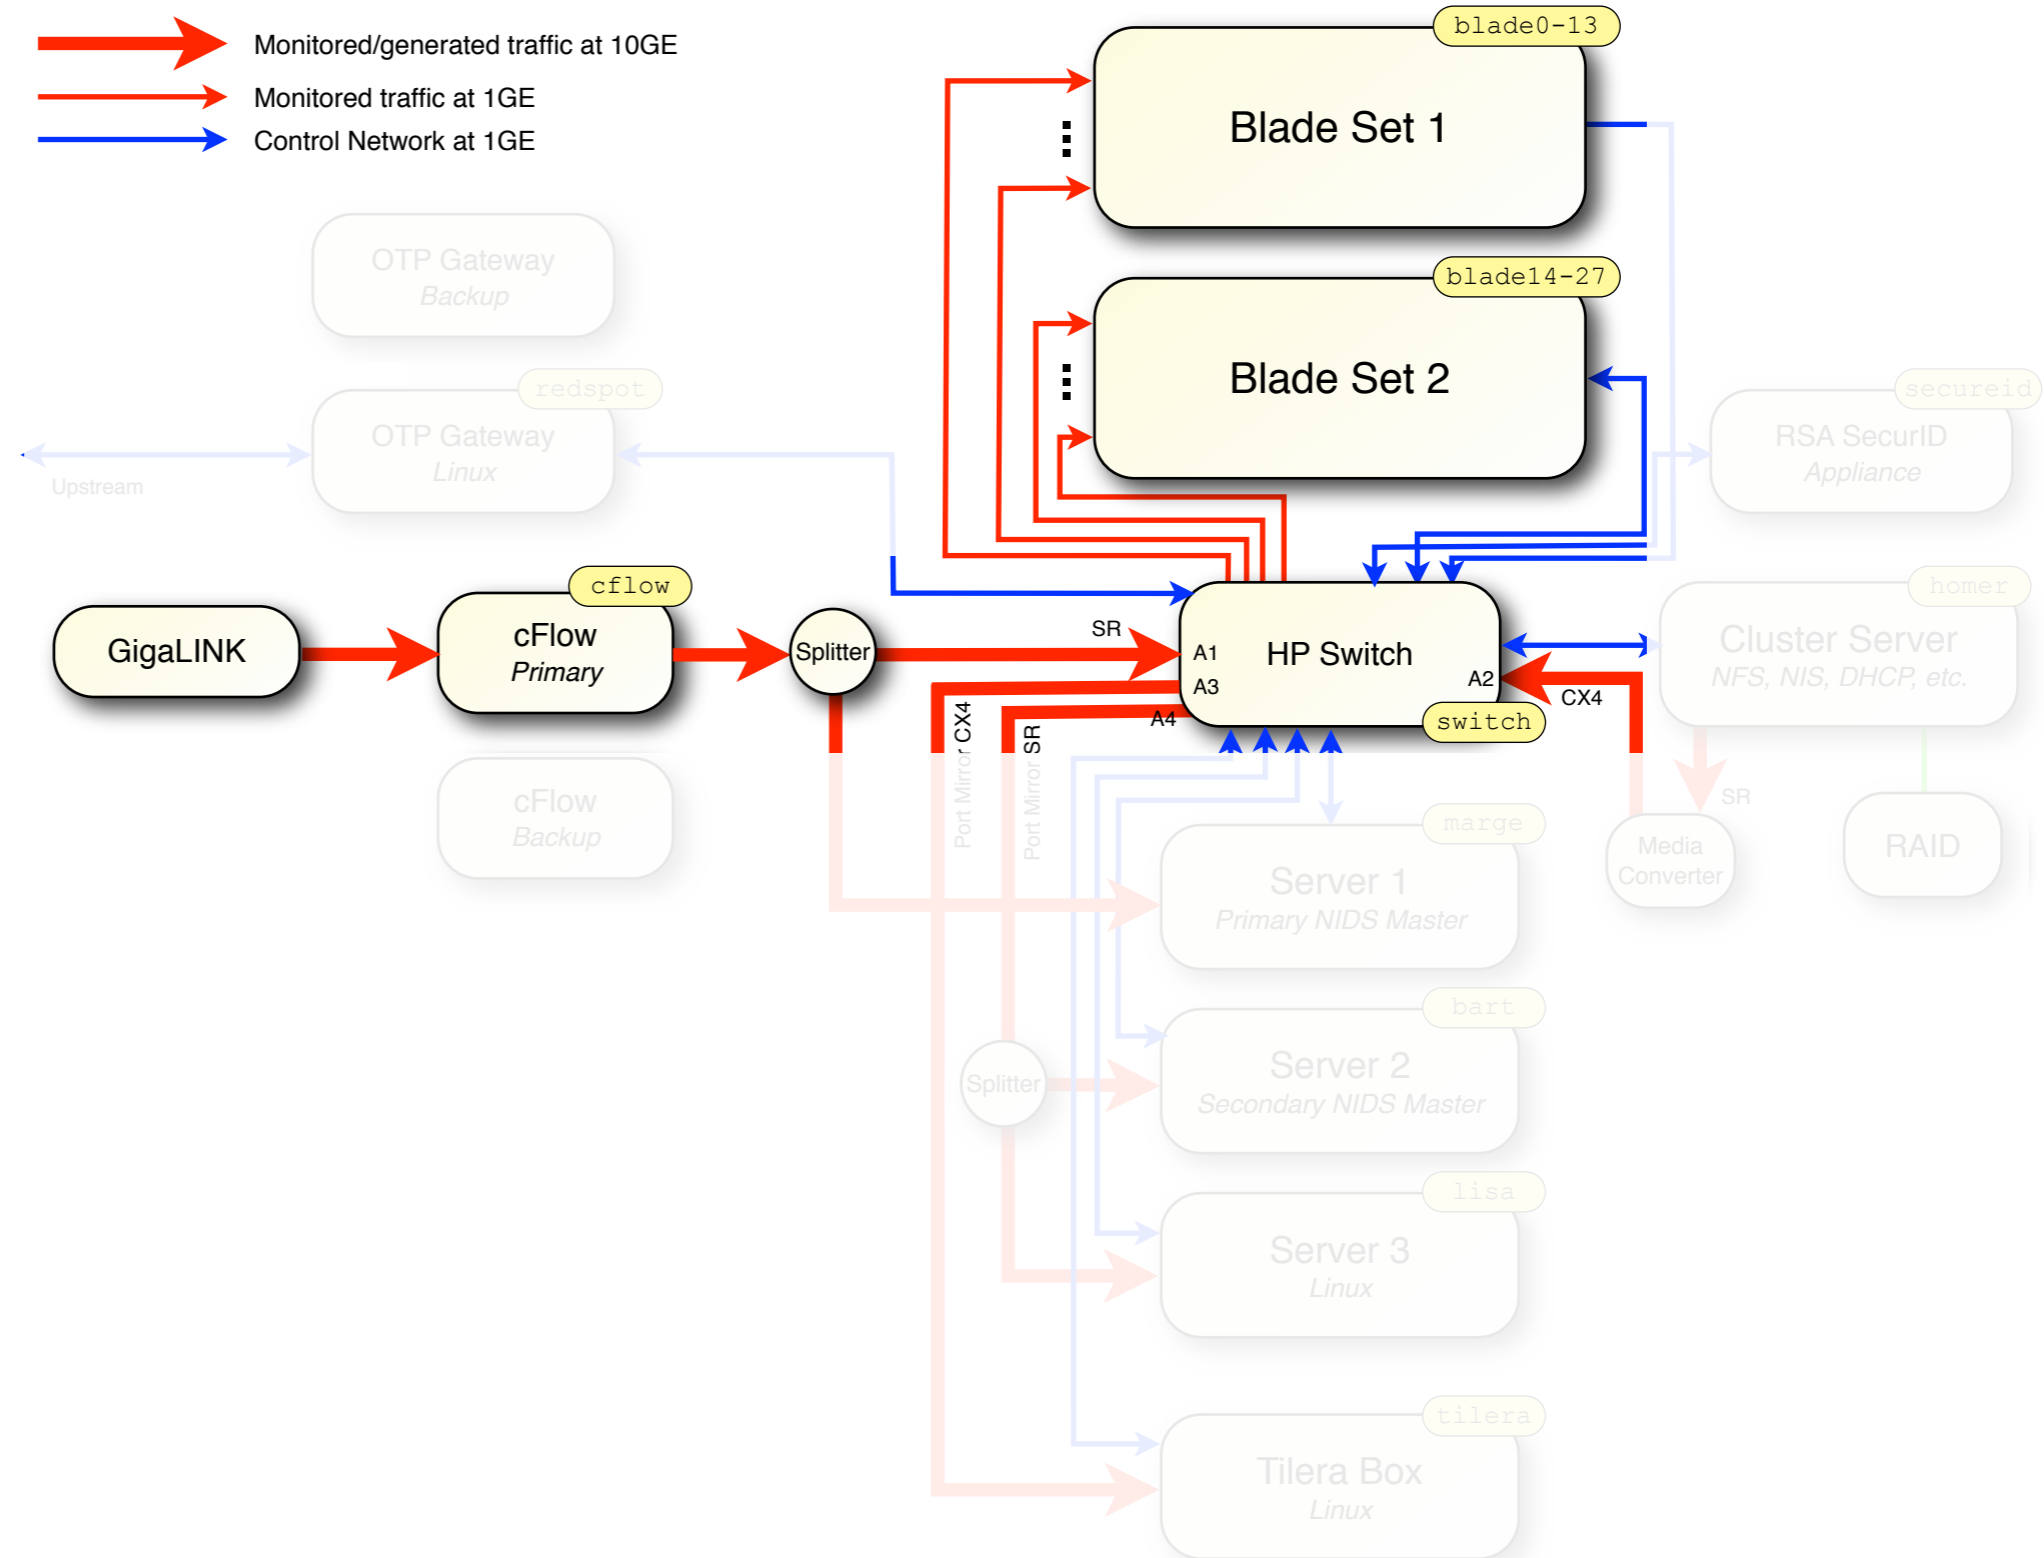 Monitored/generated traffic at 10GE
Monitored traffic at 1GE
Control Network at 1GE
blade0-13
Blade Set 1
blade14-27
Blade Set 2
OTP Gateway
Backup
redspot
OTP Gateway
Linux
Upstream
secureid
RSA SecurID
Appliance
GigaLINK
cflow
cFlow
Primary
Splitter
SR
A1
A3
A4
HP Switch
A2
switch
CX4
homer
Cluster Server
NFS, NIS, DHCP, etc.
Port Mirror CX4
Port Mirror SR
cFlow
Backup
SR
Media
Converter
RAID
marge
Server 1
Primary NIDS Master
bart
Server 2
Secondary NIDS Master
Splitter
lisa
Server 3
Linux
tilera
Tilera Box
Linux